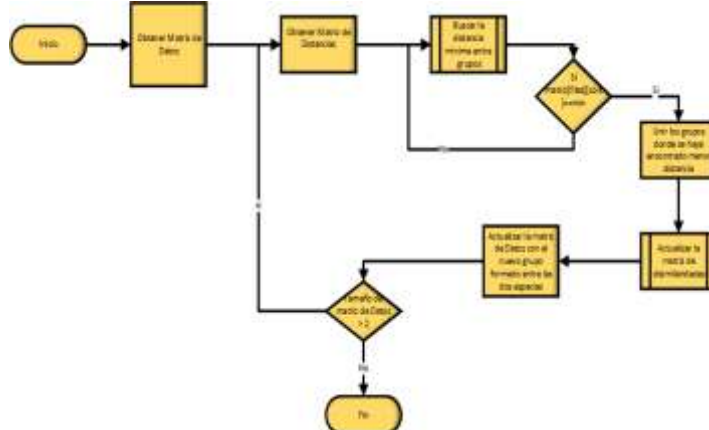 Inicio
Obtener Matriz de
Datos
Obtener Matriz de
Distancias
Buscar la
distancia
mínima entre
grupos
Si
Si
Unir los grupos
donde se haya
encontrado menor
distancia
No
Actualizar la matriz
de Datos con el
nuevo grupo
formado entre las
dos especies
Actualizar la
matriz de
Tamaño de
matriz de Datos
> 2
No
Fin